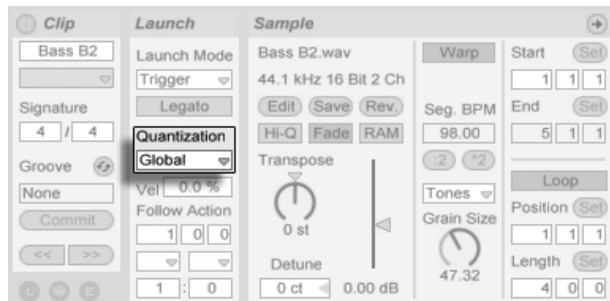 Clip
Bass B2
Signature
4 / 4
Groove
None
Commit
<< >>
L E
Launch
Launch Mode
Trigger
Legato
Quantization
Global
Vel 0.0 %
Follow Action
1 0 0
1 : 0
Sample
Bass B2.wav
44.1 kHz 16 Bit 2 Ch
Edit Save Rev.
Hi-Q Fade RAM
Transpose
0 st
Detune
0 ct 0.00 dB
Warp
Seg. BPM
98.00
:2 *2
Tones
Grain Size
47.32
Start Set
1 1 1
End Set
5 1 1
Loop
Position Set
1 1 1
Length Set
4 0 0